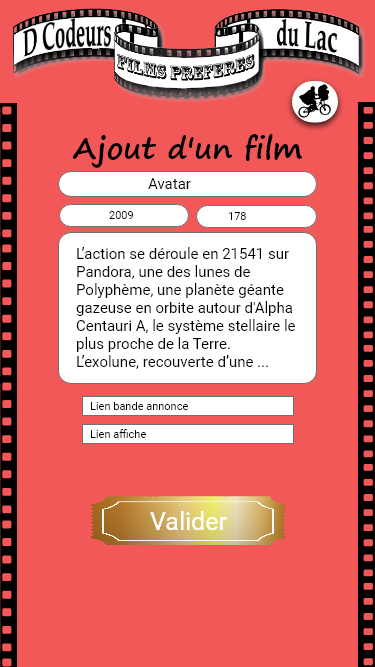 D Codeurs
du Lac
FILMS PREFERES
Ajout d'un film
Avatar
2009
178
L’action se déroule en 21541 sur
Pandora, une des lunes de
Polyphème, une planète géante
gazeuse en orbite autour d'Alpha
Centauri A, le système stellaire le
plus proche de la Terre.
L’exolune, recouverte d’une ...
Lien bande annonce
Lien affiche
Valider